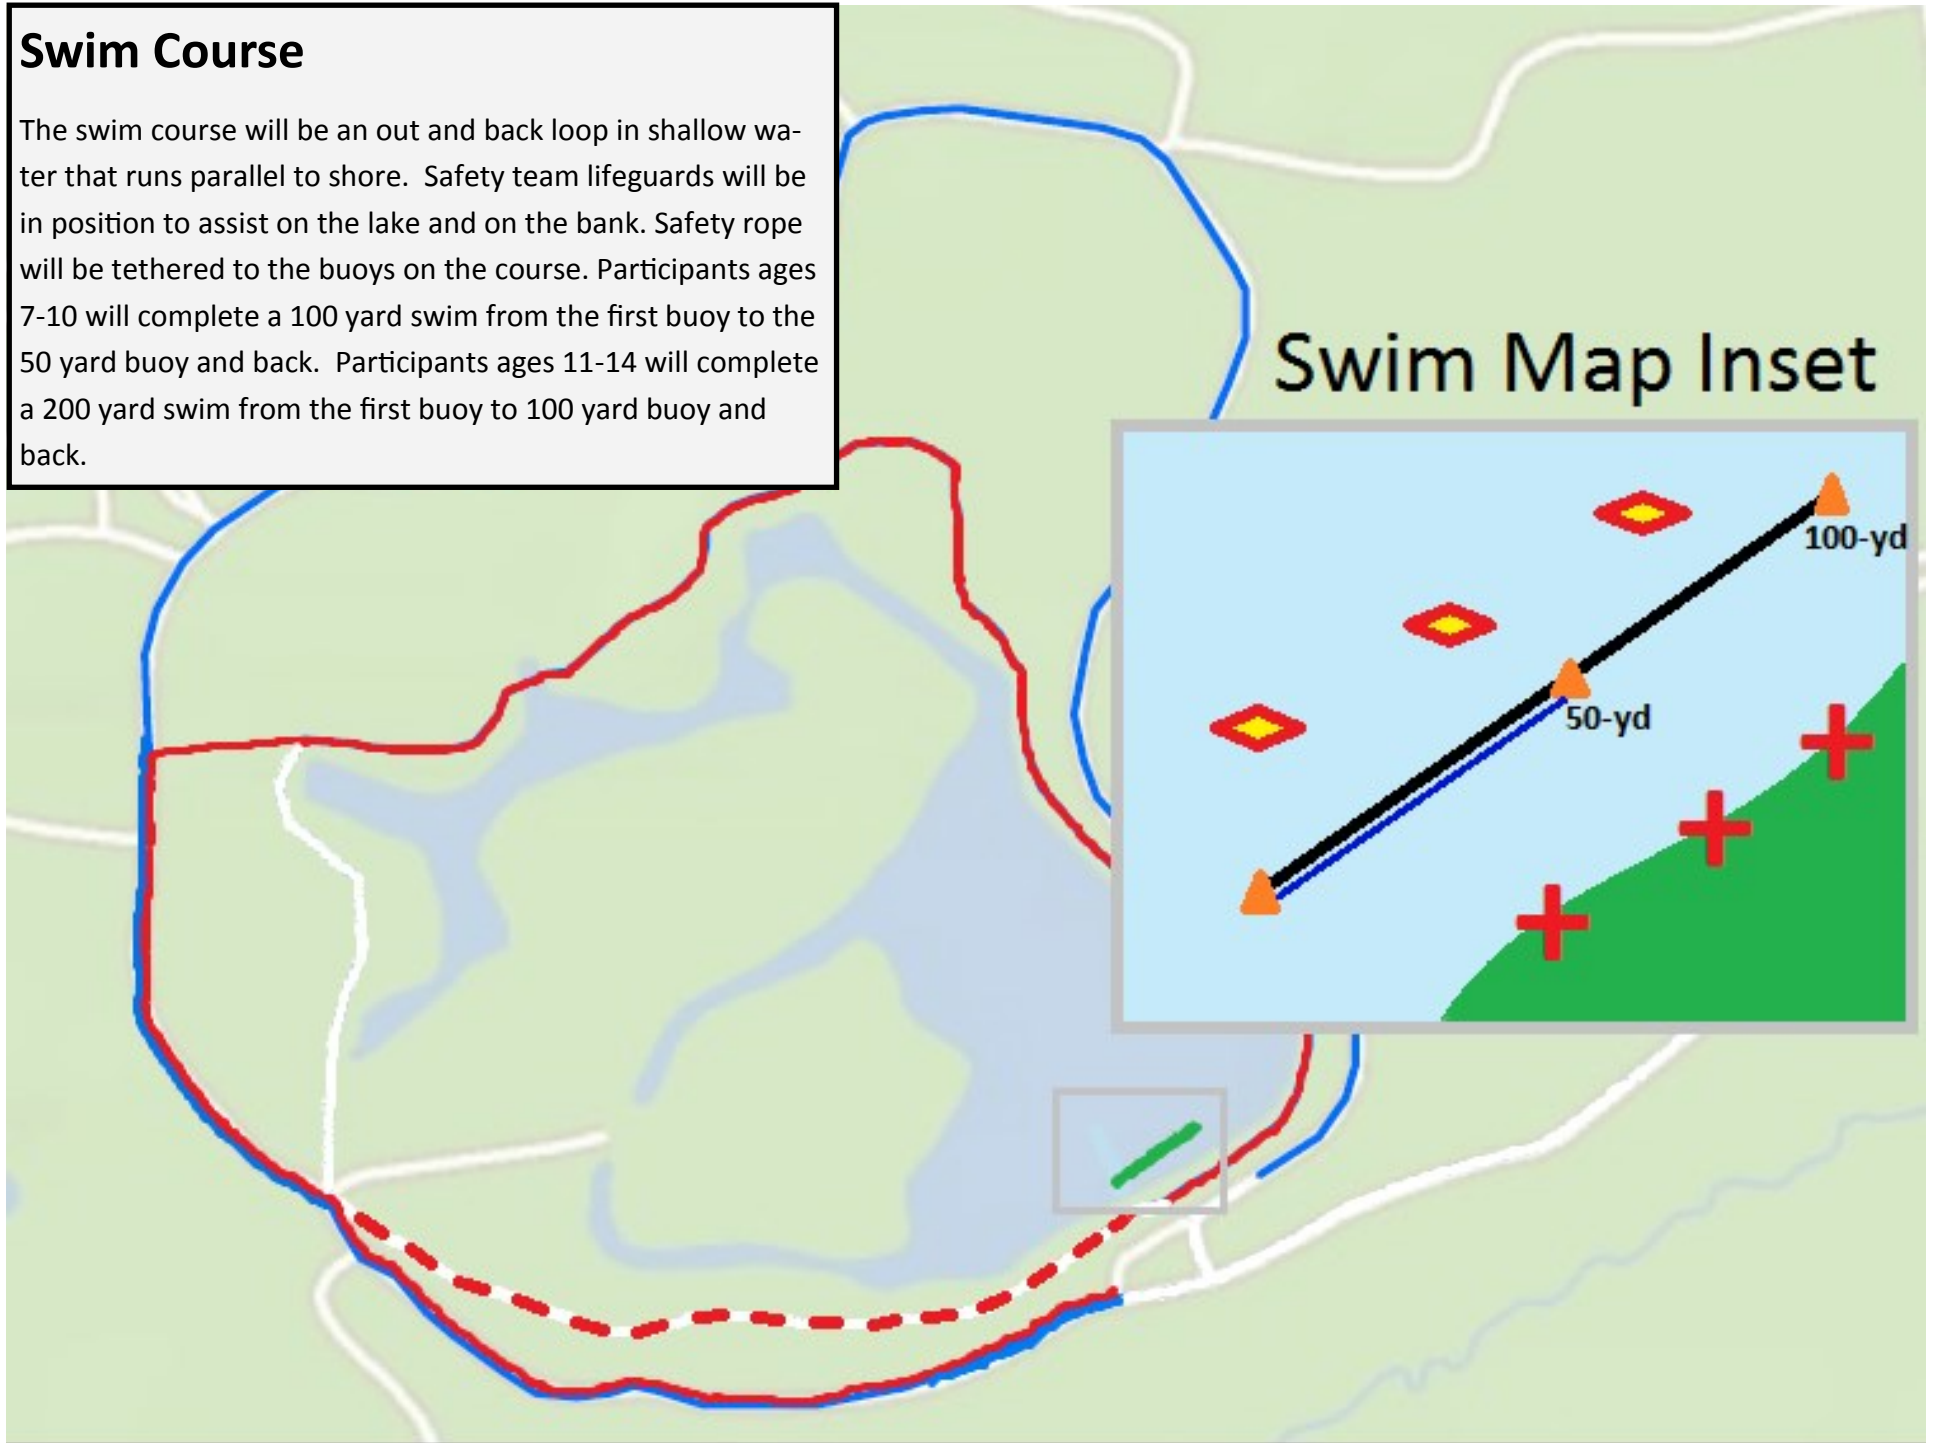 Swim Course
The swim course will be an out and back loop in shallow wa-
ter that runs parallel to shore.  Safety team lifeguards will be
in position to assist on the lake and on the bank. Safety rope
will be tethered to the buoys on the course. Participants ages
7-10 will complete a 100 yard swim from the first buoy to the
50 yard buoy and back.  Participants ages 11-14 will complete
a 200 yard swim from the first buoy to 100 yard buoy and
back.
Swim Map Inset
100-yd
50-yd